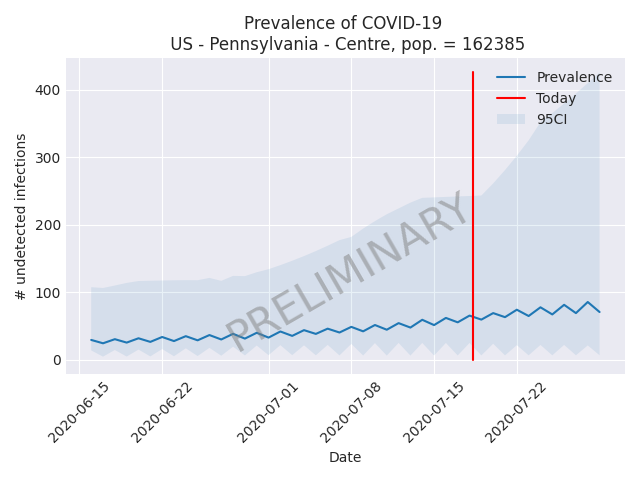 Prevalence of COVID-19
US - Pennsylvania - Centre, pop. = 162385
# undetected infections
400
300
200
100
0
Prevalence
Today
95CI
PRELIMINARY
2020-06-15
2020-06-22
2020-07-01
2020-07-08
2020-07-15
2020-07-22
Date